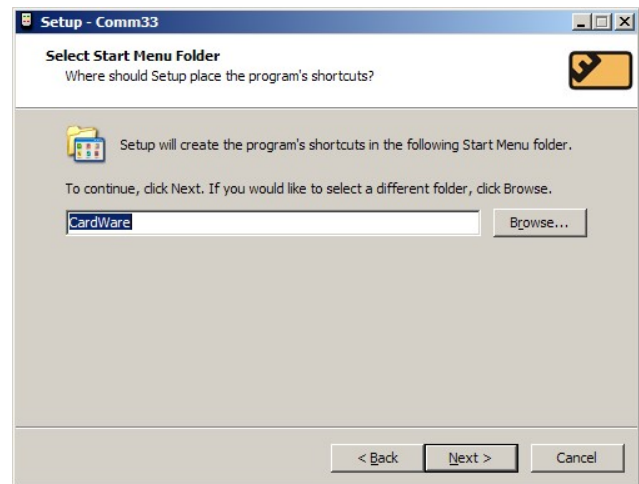 Setup - Comm33
Select Start Menu Folder
Where should Setup place the program's shortcuts?
Setup will create the program's shortcuts in the following Start Menu folder.
To continue, click Next. If you would like to select a different folder, click Browse.
CardWare
Browse...
< Back
Next >
Cancel